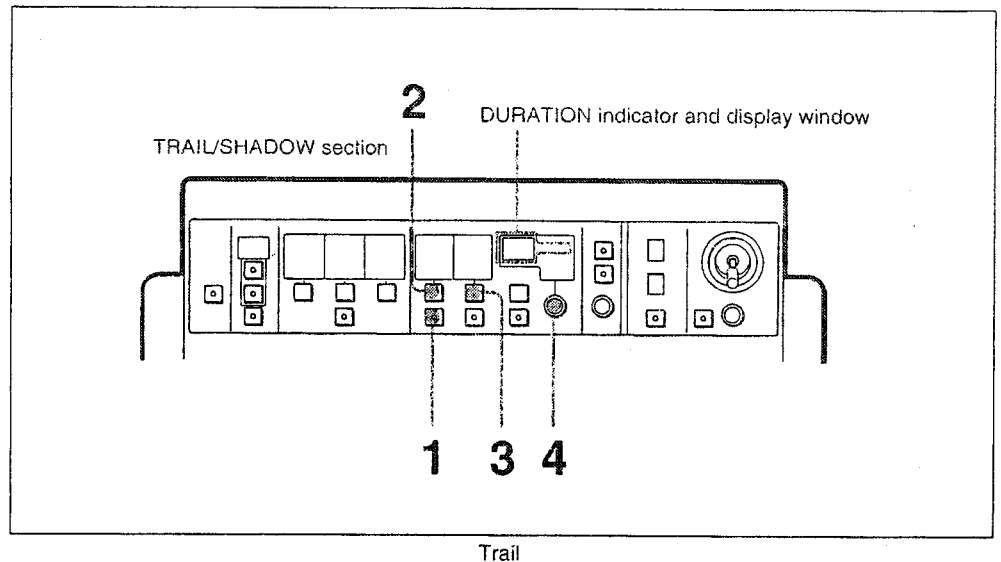 2
DURATION indicator and display window
TRAIL/SHADOW section
1
3
4
Trail